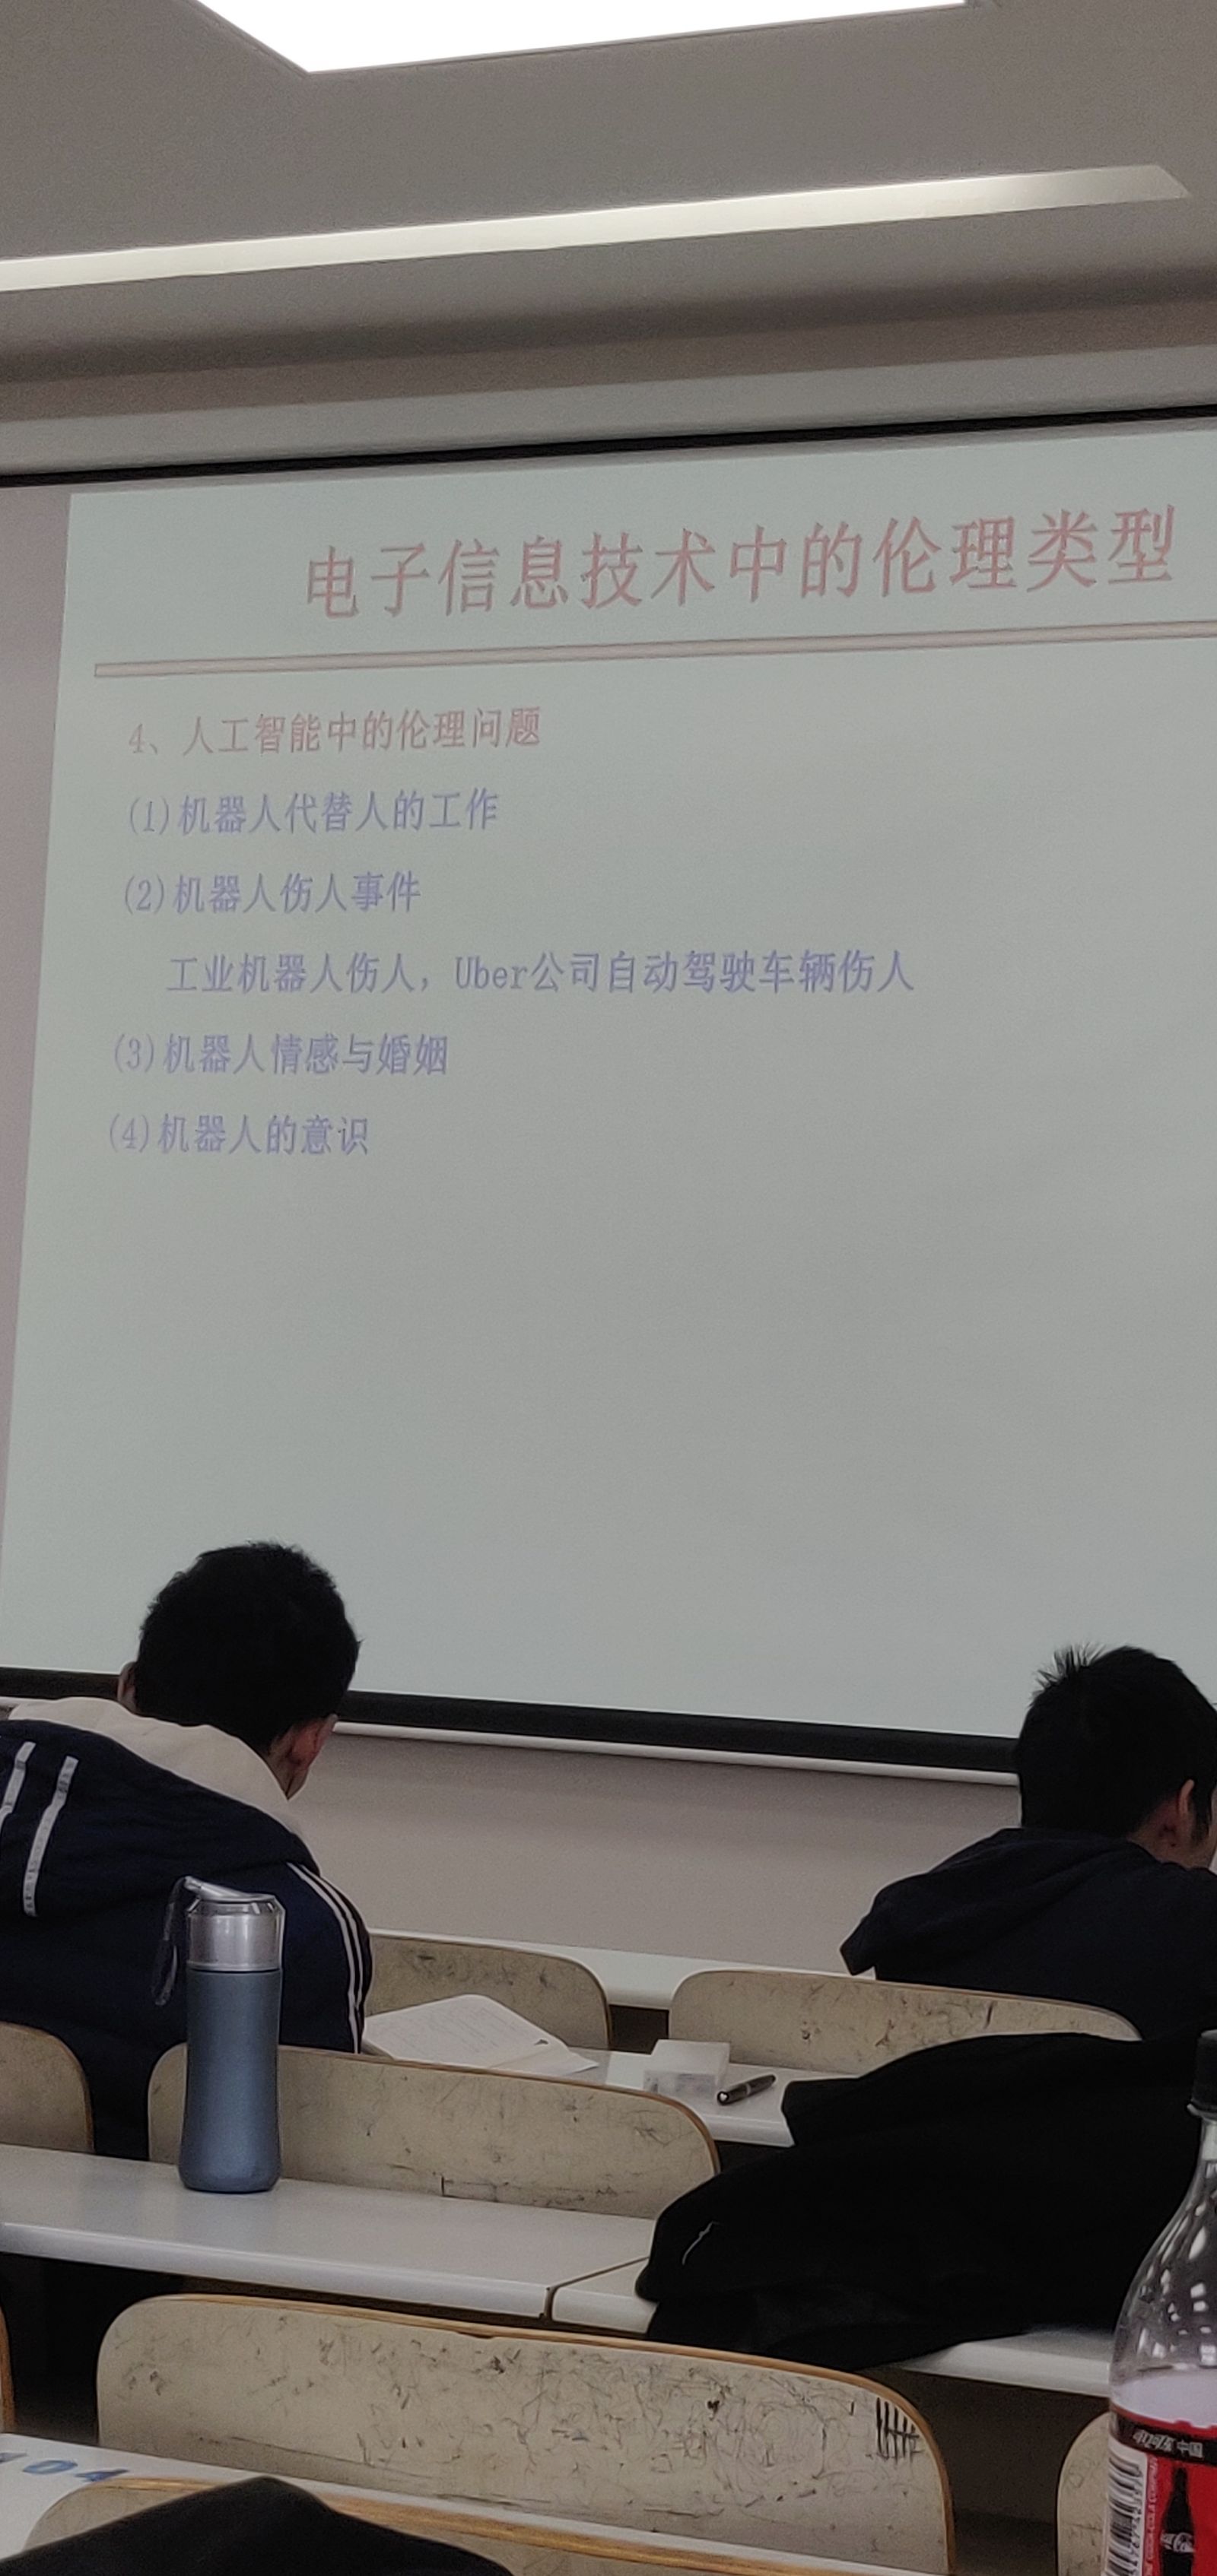 电子信息技术中的伦理类型
4、人工智能中的伦理问题
(1)机器人代替人的工作
(2)机器人伤人事件
工业机器人伤人，Uber公司自动驾驶车辆伤人
(3)机器人情感与婚姻
(4)机器人的意识
104
中国